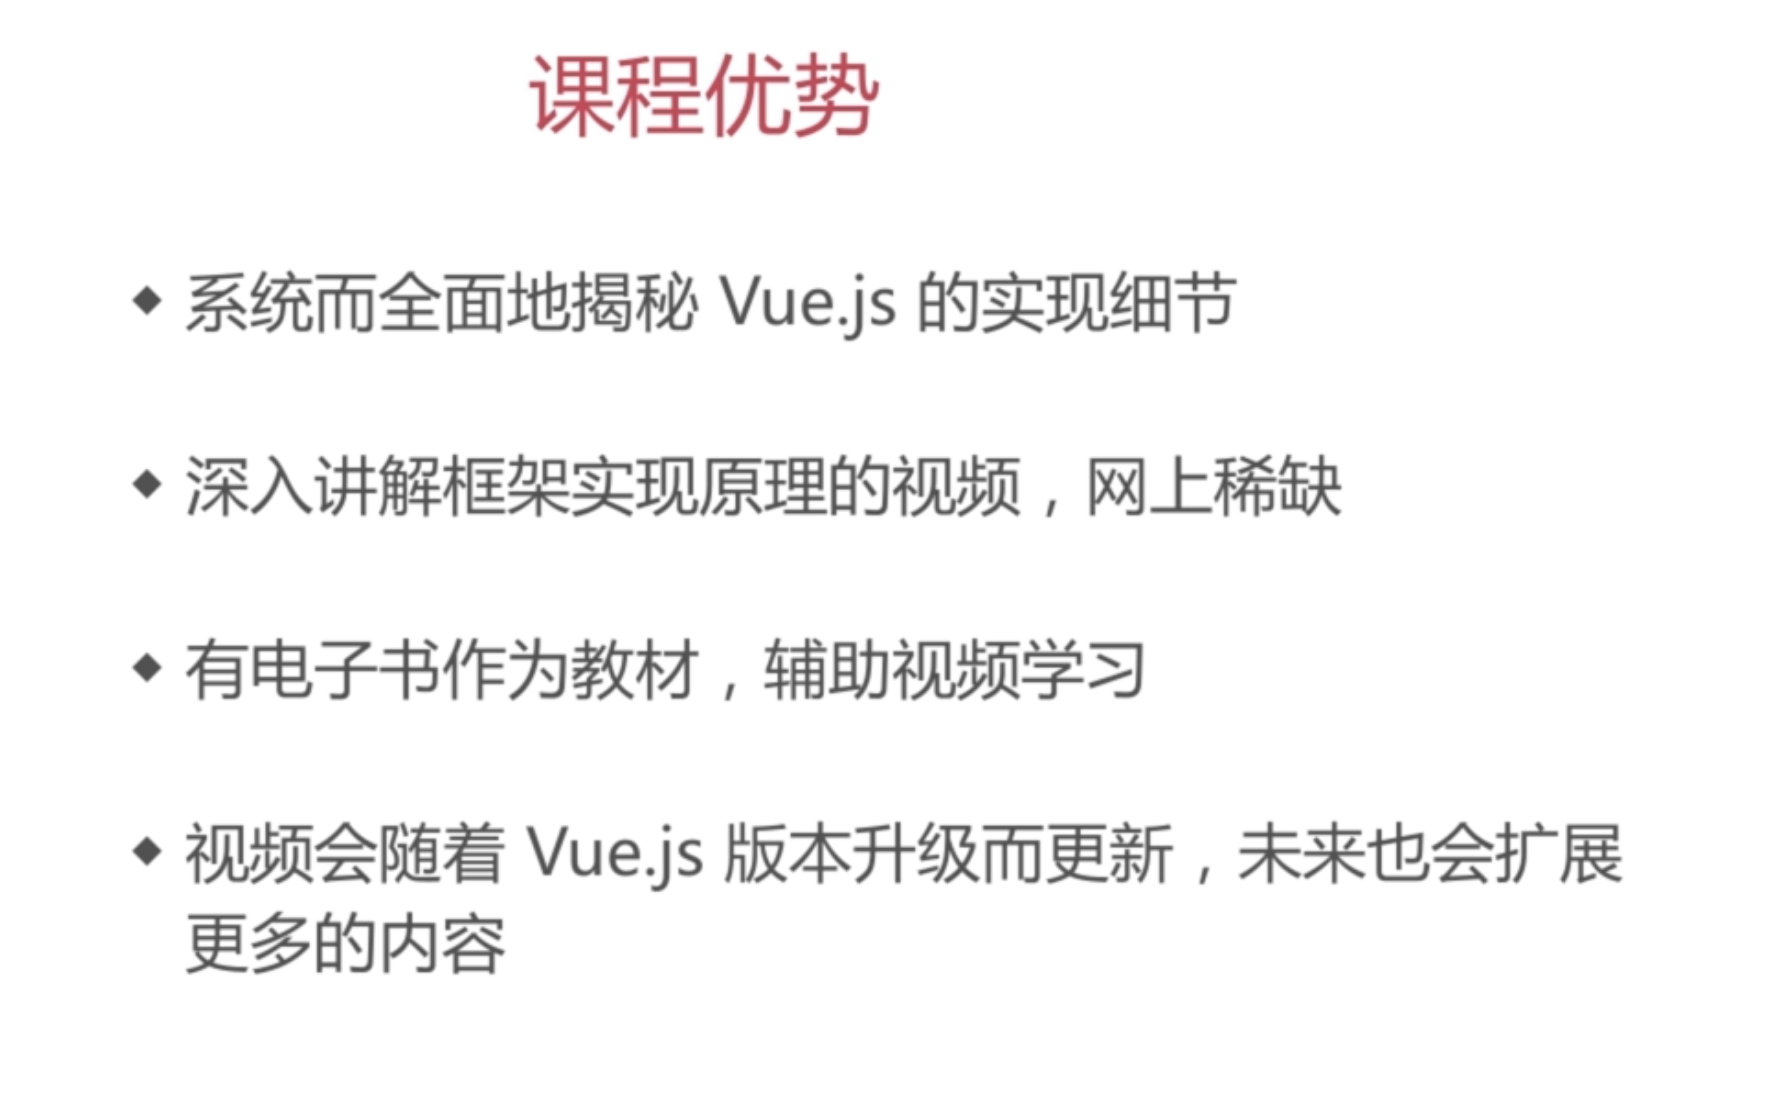 课程优势
◆ 系统而全面地揭秘 Vue.js 的实现细节
◆ 深入讲解框架实现原理的视频，网上稀缺
◆ 有电子书作为教材，辅助视频学习
◆ 视频会随着 Vue.js 版本升级而更新，未来也会扩展
更多的内容